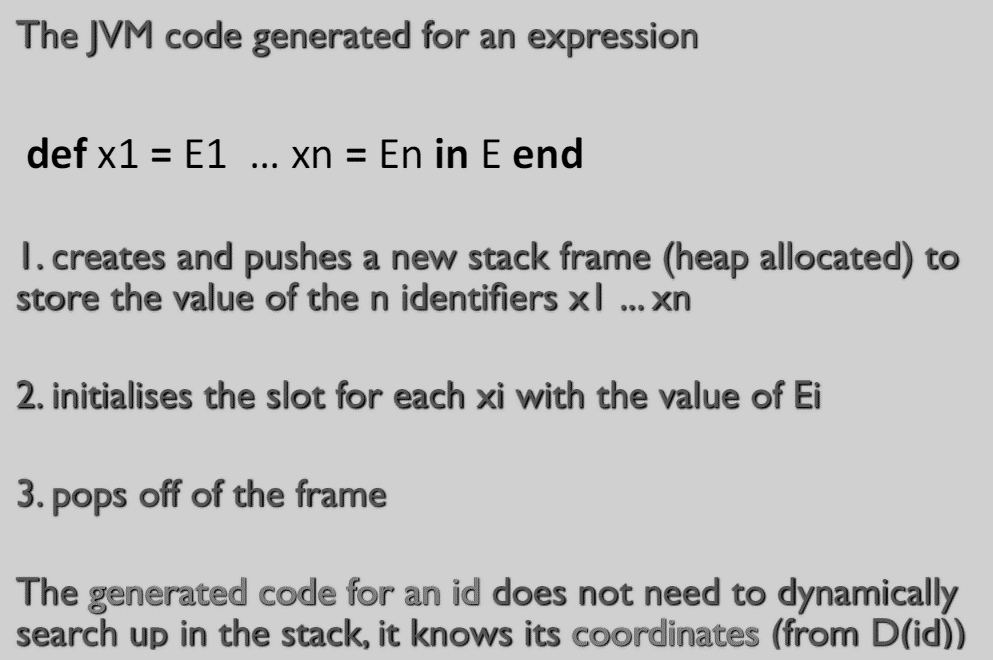 The JVM code generated for an expression
def x1 = E1 ... xn = En in E end
1. creates and pushes a new stack frame (heap allocated) to
store the value of the n identifiers x1 ... xn
2. initialises the slot for each xi with the value of Ei
3. pops off of the frame
The generated code for an id does not need to dynamically
search up in the stack, it knows its coordinates (from D(id))